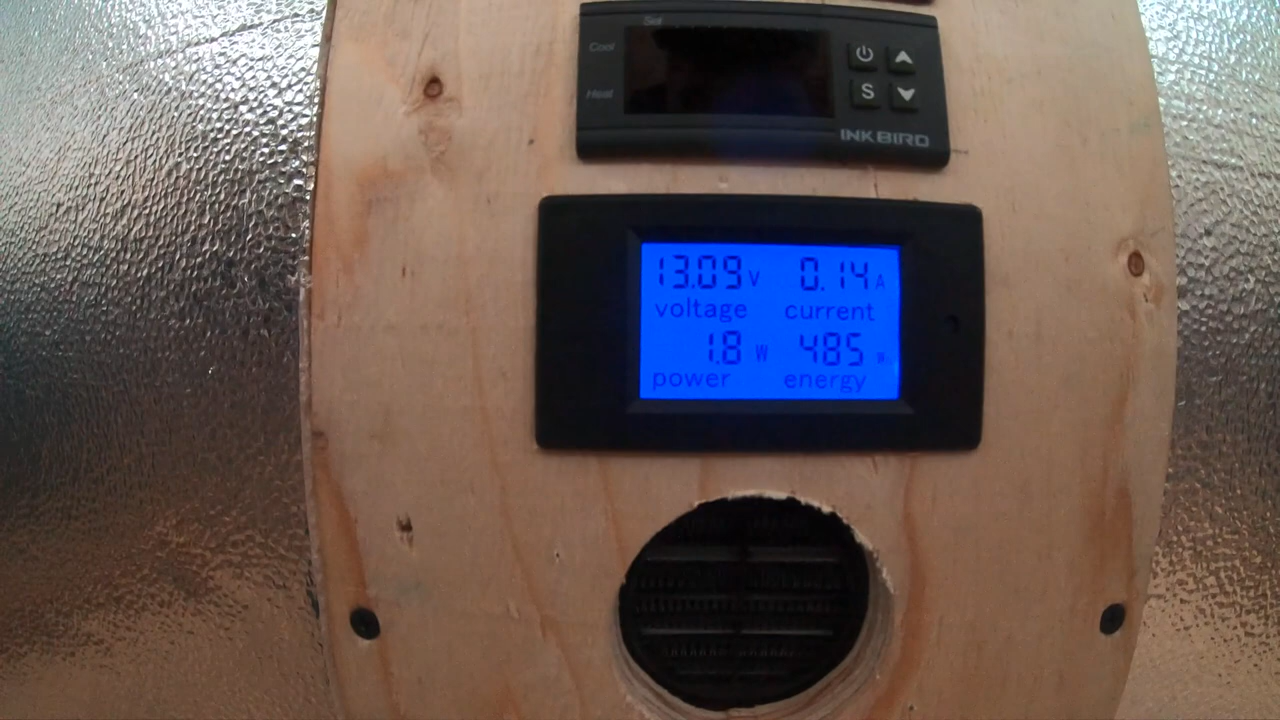 Set
Cool
Heat
S
INKBIRD
13.09 V 0.14 A
voltage current
1.8 W 485
power energy